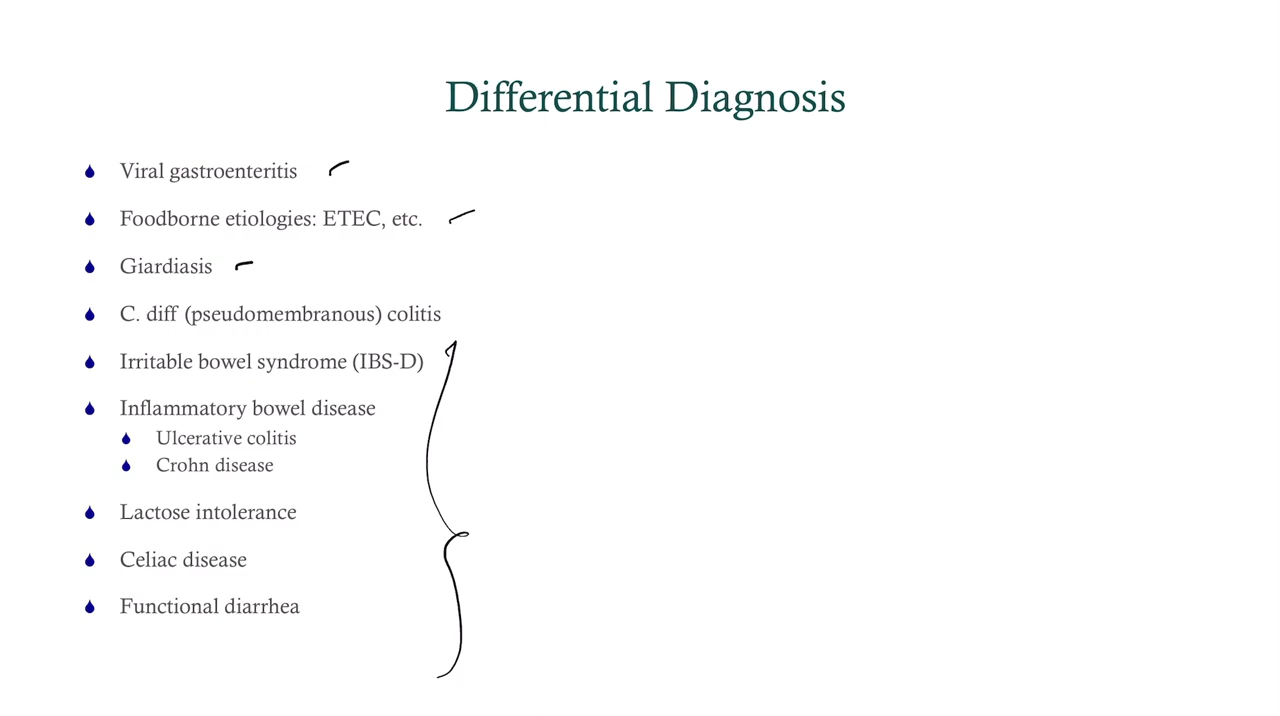 Differential Diagnosis
Viral gastroenteritis
Foodborne etiologies: ETEC, etc.
Giardiasis
C. diff (pseudomembranous) colitis
Irritable bowel syndrome (IBS-D)
Inflammatory bowel disease
Ulcerative colitis
Crohn disease
Lactose intolerance
Celiac disease
Functional diarrhea